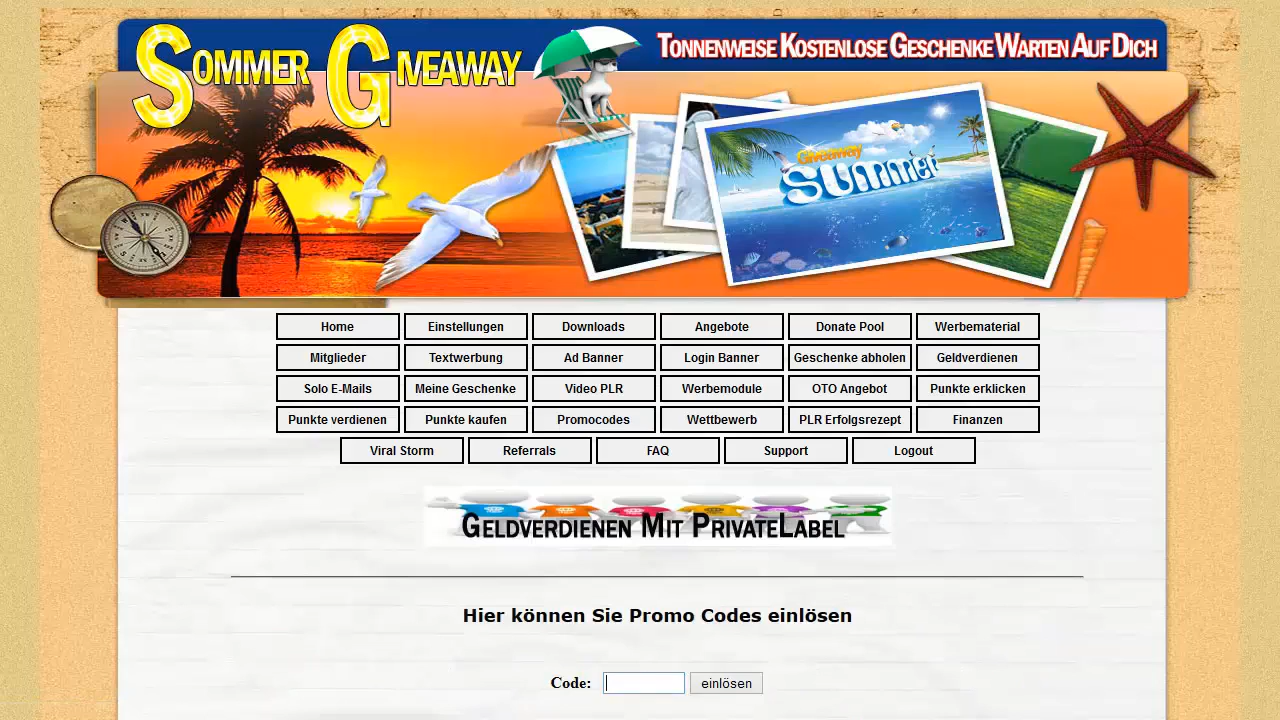 SOMMER GIVEAWAY
TONNENWEISE KOSTENLOSE GESCHENKE WARTEN AUF DICH
Giveaway
SUMMER
Home Einstellungen Downloads Angebote Donate Pool Werbematerial
Mitglieder Textwerbung Ad Banner Login Banner Geschenke abholen Geldverdienen
Solo E-Mails Meine Geschenke Video PLR Werbemodule OTO Angebot Punkte erklicken
Punkte verdienen Punkte kaufen Promocodes Wettbewerb PLR Erfolgsrezept Finanzen
Viral Storm Referrals FAQ Support Logout
GELDVERDIENEN MIT PRIVATELABEL
Hier können Sie Promo Codes einlösen
Code: einlösen